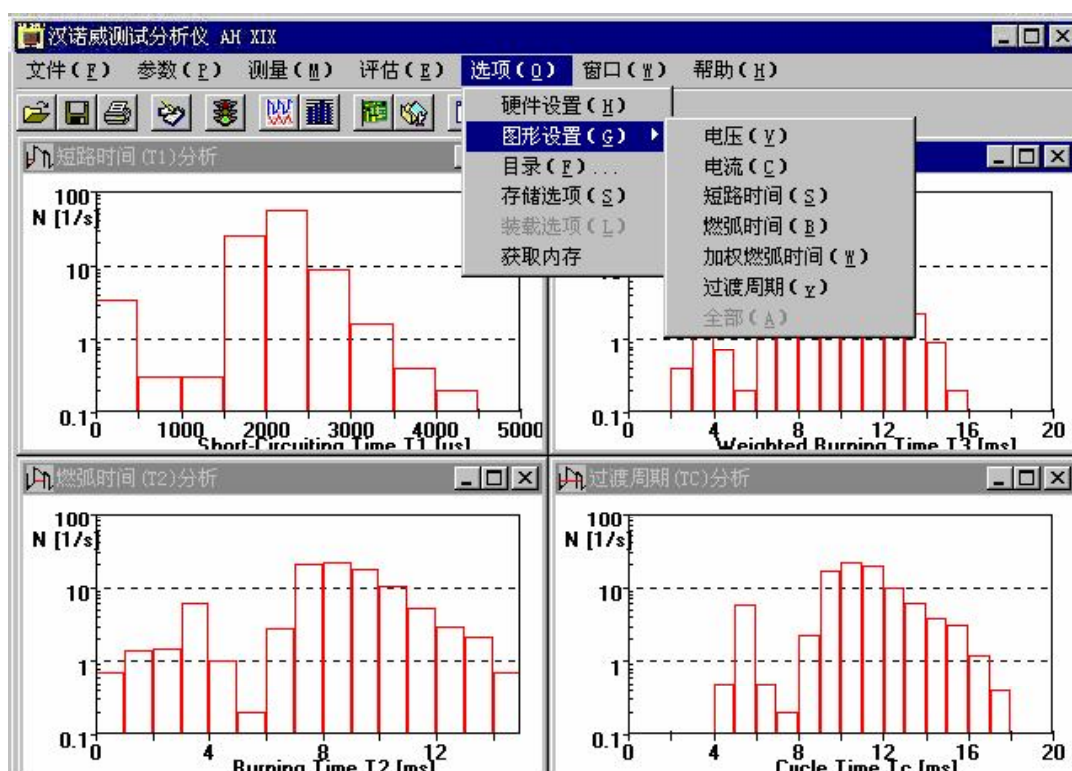 汉诺威测试分析仪 AH XIX
文件(F) 参数(P) 测量(M) 评估(E) 选项(O) 窗口(W) 帮助(H)
硬件设置(H)
图形设置(G)
目录(F)...
存储选项(S)
装载选项(L)
获取内存
电压(V)
电流(C)
短路时间(S)
燃弧时间(B)
加权燃弧时间(W)
过渡周期(Y)
全部(A)
短路时间(T1)分析
N [1/s]
100
10
1
0.1
0 1000 2000 3000 4000 5000
Short-Circuiting Time T1 [us]
1
0.1
0 4 8 12 16 20
Weighted Burning Time T3 [ms]
燃弧时间(T2)分析
N [1/s]
100
10
1
0.1
0 4 8 12
Burning Time T2 [ms]
过渡周期(TC)分析
N [1/s]
100
10
1
0.1
0 4 8 12 16 20
Cycle Time Tc [ms]